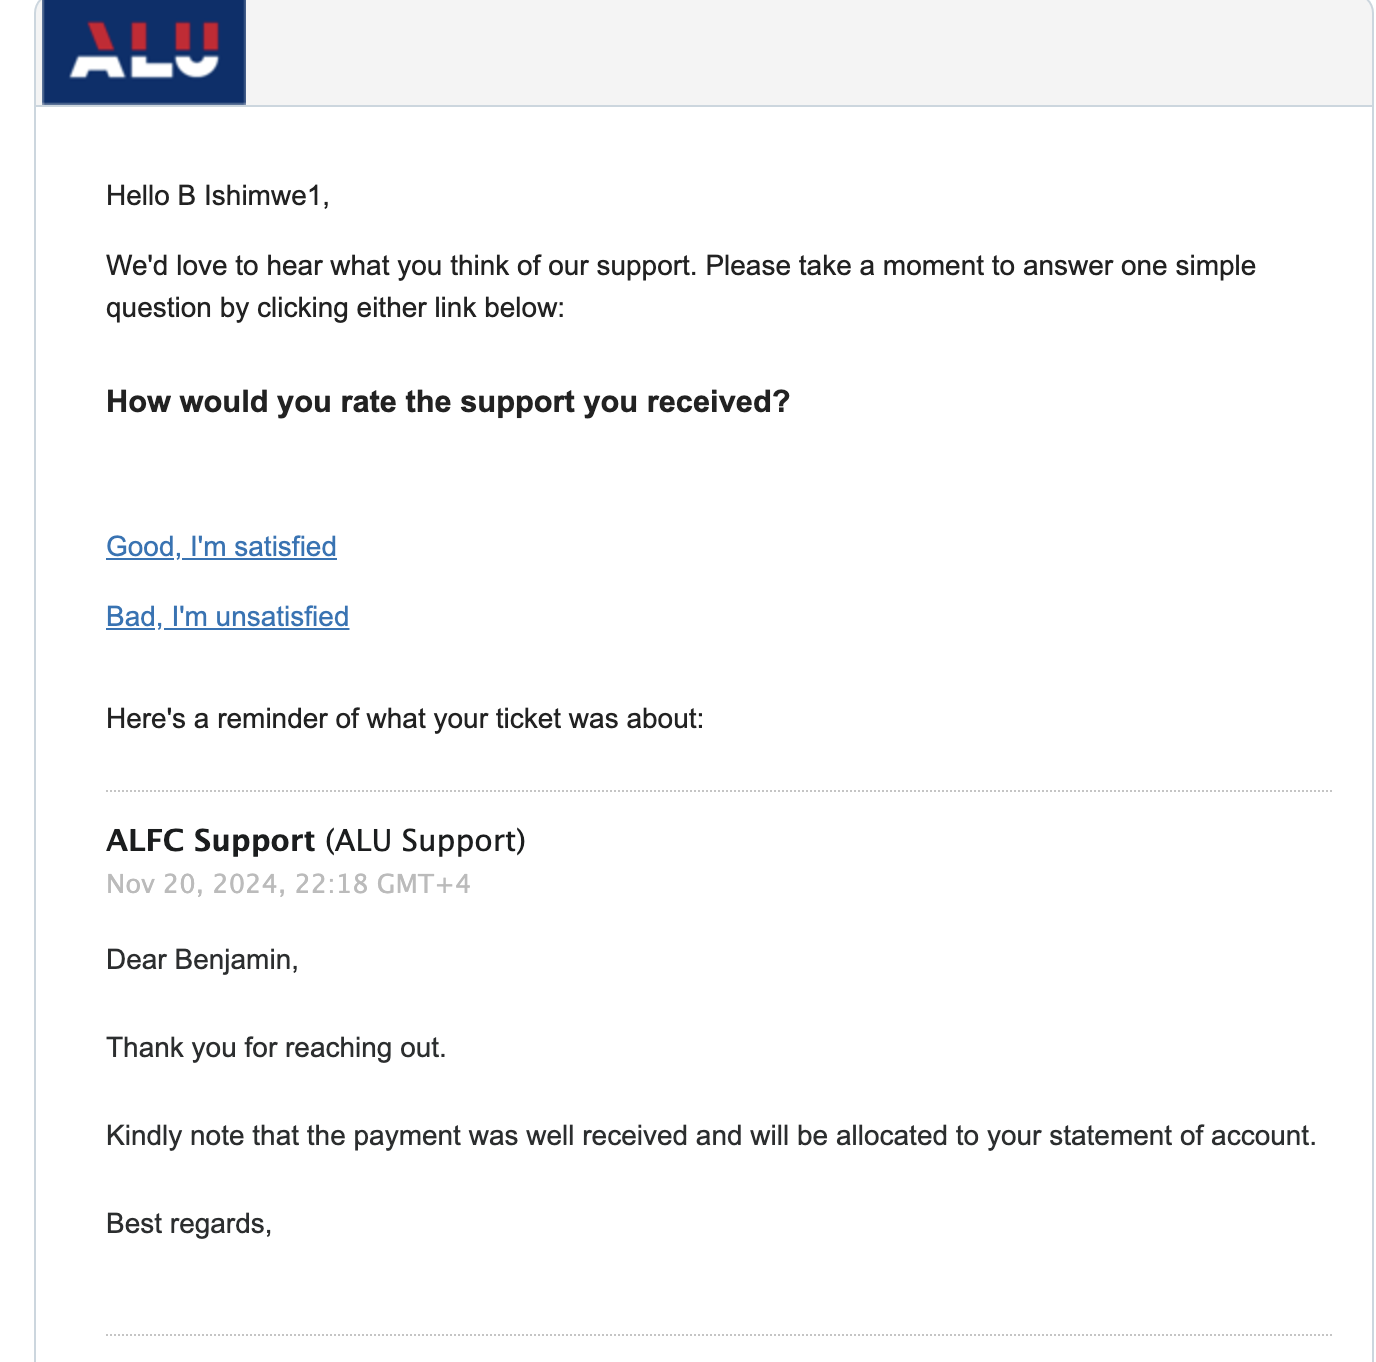 ALU
Hello B Ishimwe1,
We'd love to hear what you think of our support. Please take a moment to answer one simple
question by clicking either link below:
How would you rate the support you received?
Good, I'm satisfied
Bad, I'm unsatisfied
Here's a reminder of what your ticket was about:
ALFC Support (ALU Support)
Nov 20, 2024, 22:18 GMT+4
Dear Benjamin,
Thank you for reaching out.
Kindly note that the payment was well received and will be allocated to your statement of account.
Best regards,